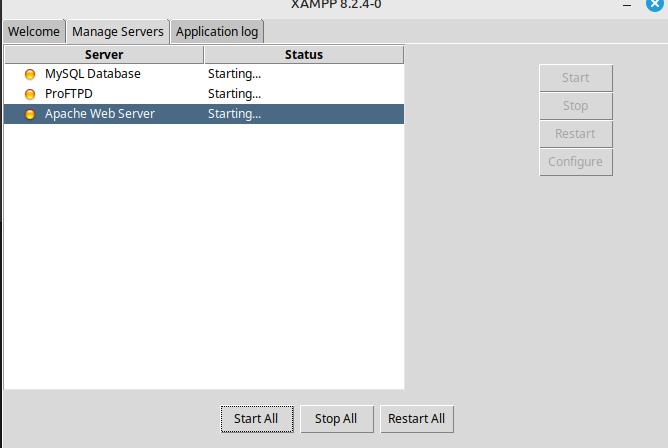 XAMPP 8.2.4-0
Welcome Manage Servers Application log
Server Status
MySQL Database Starting...
ProFTPD Starting...
Apache Web Server Starting...
Start
Stop
Restart
Configure
Start All Stop All Restart All